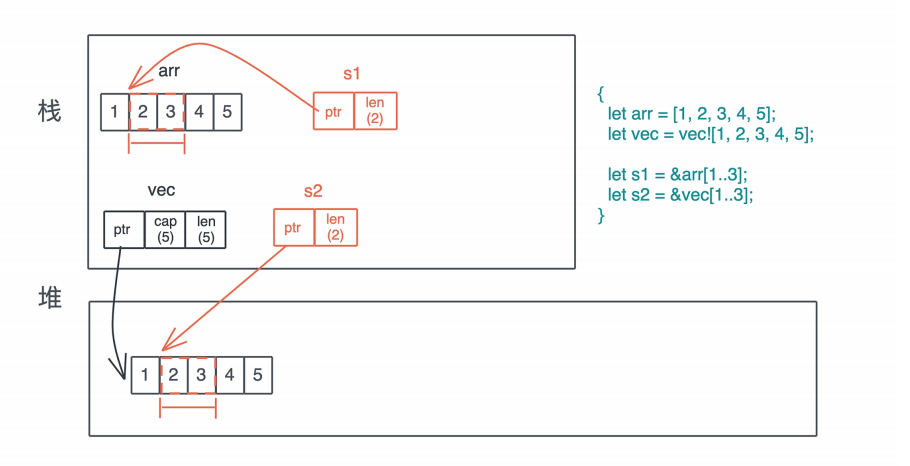 栈
arr
1 2 3 4 5
s1
ptr len (2)
vec
ptr cap (5) len (5)
s2
ptr len (2)
堆
1 2 3 4 5
{
let arr = [1, 2, 3, 4, 5];
let vec = vec![1, 2, 3, 4, 5];
let s1 = &arr[1..3];
let s2 = &vec[1..3];
}